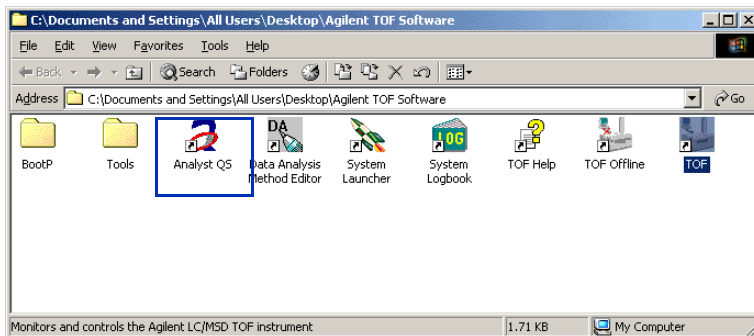 C:\Documents and Settings\All Users\Desktop\Agilent TOF Software
File Edit View Favorites Tools Help
Back Search Folders
Address C:\Documents and Settings\All Users\Desktop\Agilent TOF Software Go
DA
LOG
BootP Tools Analyst QS Data Analysis Method Editor System Launcher System Logbook TOF Help TOF Offline TOF
Monitors and controls the Agilent LC/MSD TOF instrument 1.71 KB My Computer